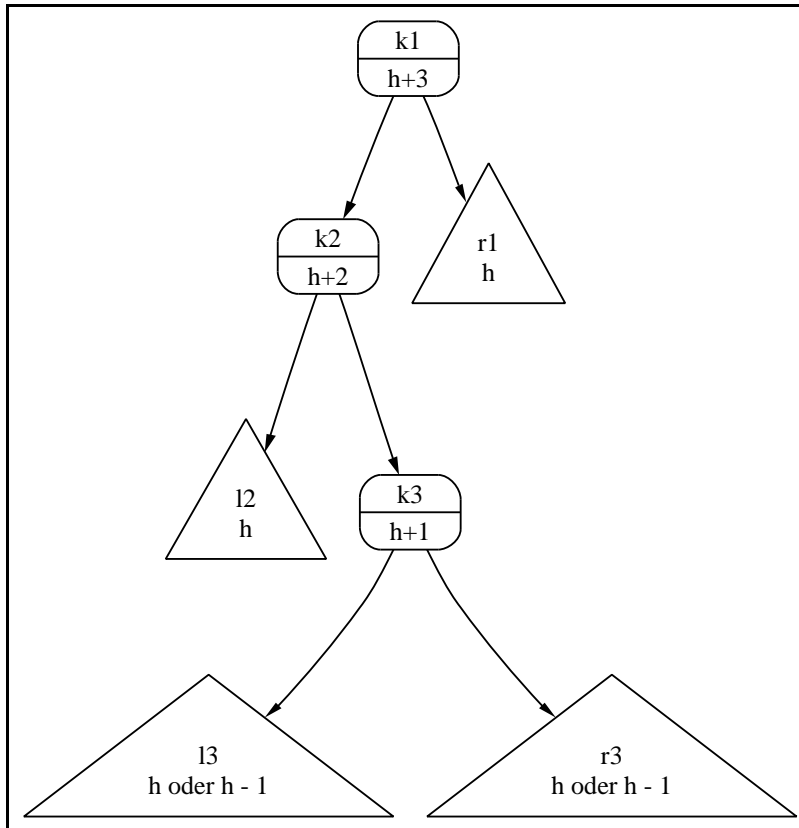 k1
h+3
k2
h+2
r1
h
l2
h
k3
h+1
l3
h oder h - 1
r3
h oder h - 1